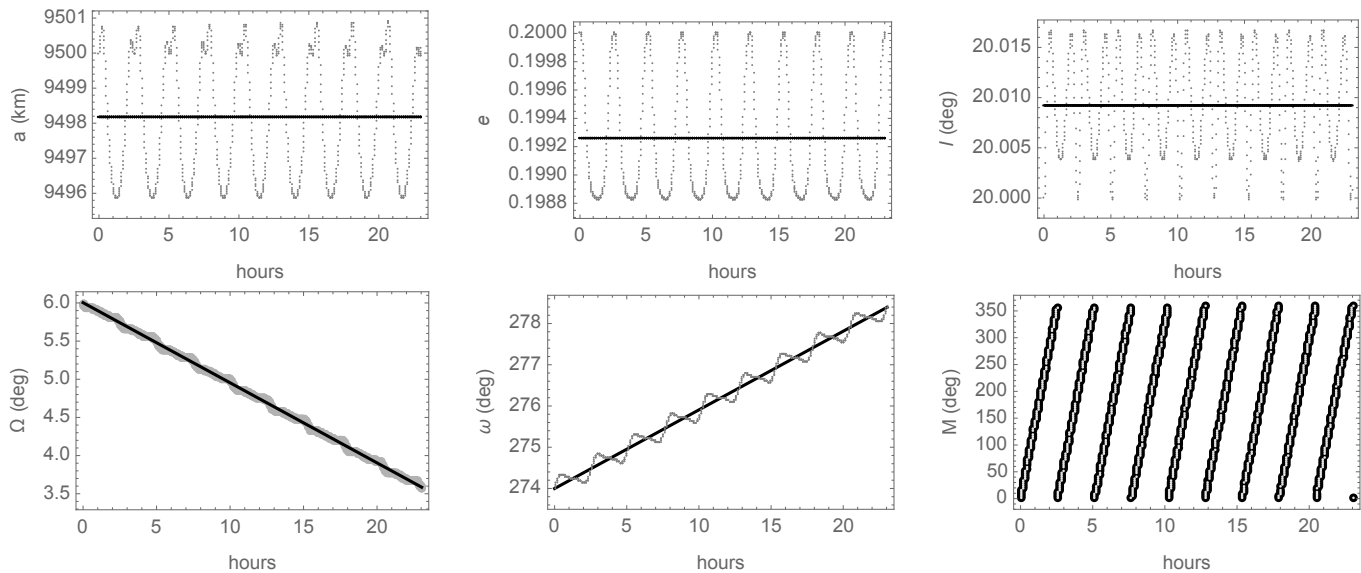 9501
9500
9499
9498
9497
9496
a (km)
0 5 10 15 20
hours
0.2000
0.1998
0.1996
0.1994
0.1992
0.1990
0.1988
e
0 5 10 15 20
hours
20.015
20.010
20.005
20.000
I (deg)
0 5 10 15 20
hours
6.0
5.5
5.0
4.5
4.0
3.5
Ω (deg)
0 5 10 15 20
hours
278
277
276
275
274
ω (deg)
0 5 10 15 20
hours
350
300
250
200
150
100
50
0
M (deg)
0 5 10 15 20
hours